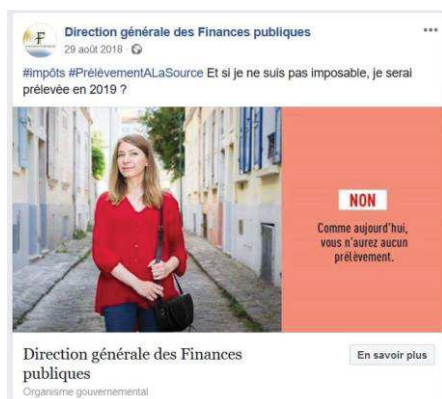 Direction générale des Finances publiques
29 août 2018
#impôts #PrélèvementALaSource Et si je ne suis pas imposable, je serai
prélevée en 2019 ?
NON
Comme aujourd'hui,
vous n'aurez aucun
prélèvement.
Direction générale des Finances
publiques
En savoir plus
Organisme gouvernemental